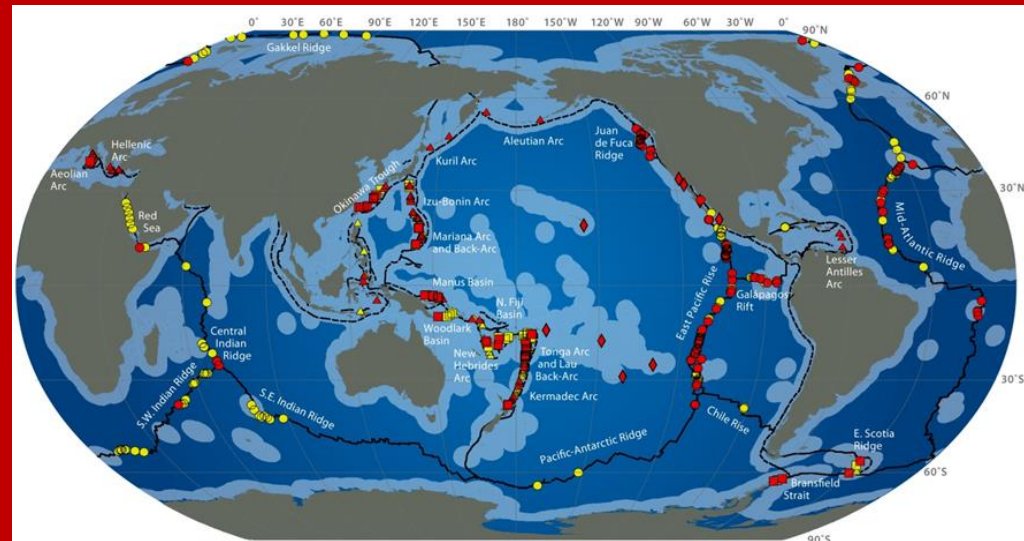 0° 30°E 60°E 90°E 120°E 150°E 180°E 150°W 120°W 90°W 60°W 30°W 0°
90°N
Gakkel Ridge
60°N
Hellenic
Arc
Aeolian
Arc
Aleutian Arc
Juan
de Fuca
Ridge
Kuril Arc
Okinawa Trough
30°N
Red
Sea
Izu-Bonin Arc
Mariana Arc
and Back-Arc
Mid-Atlantic Ridge
Lesser
Antilles
Arc
Manus Basin
Galápagos
Rift
East Pacific Rise
N. Fiji
Basin
Woodlark
Basin
Central
Indian
Ridge
New
Hebrides
Arc
Tonga Arc
and Lau
Back-Arc
30°S
Kermadec Arc
S.W. Indian Ridge
S.E. Indian Ridge
Chile Rise
Pacific-Antarctic Ridge
E. Scotia
Ridge
60°S
Bransfield
Strait
90°S